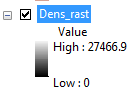 Dens_rast
Value
High : 27466.9
Low : 0